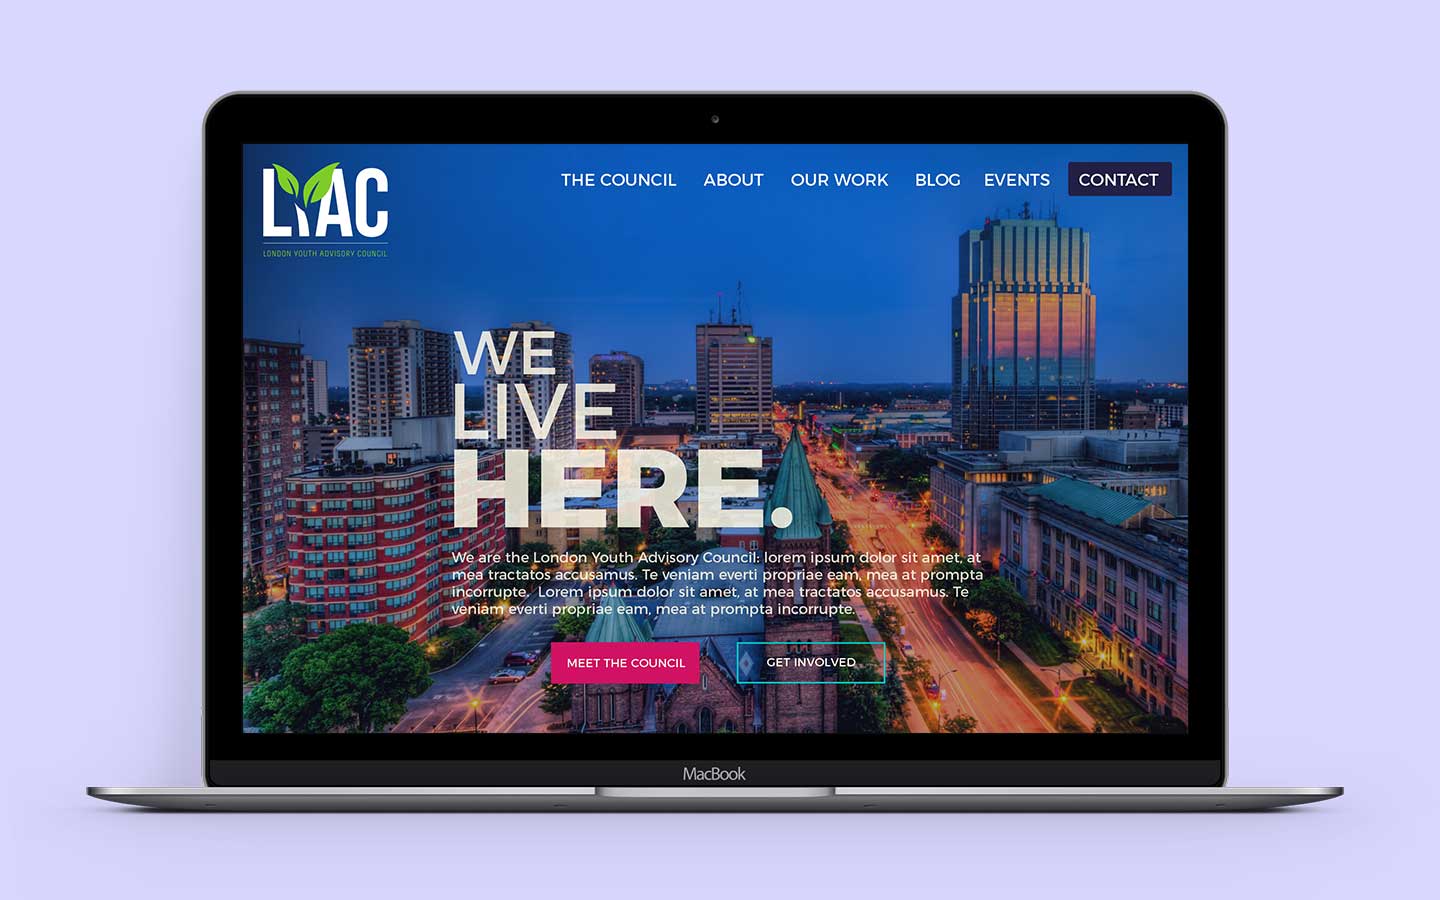 LYAC
LONDON YOUTH ADVISORY COUNCIL
THE COUNCIL ABOUT OUR WORK BLOG EVENTS CONTACT
WE
LIVE
HERE.
We are the London Youth Advisory Council: lorem ipsum dolor sit amet, at
mea tractatos accusamus. Te veniam everti propriae eam, mea at prompta
incorrupte. Lorem ipsum dolor sit amet, at mea tractatos accusamus. Te
veniam everti propriae eam, mea at prompta incorrupte.
MEET THE COUNCIL GET INVOLVED
MacBook